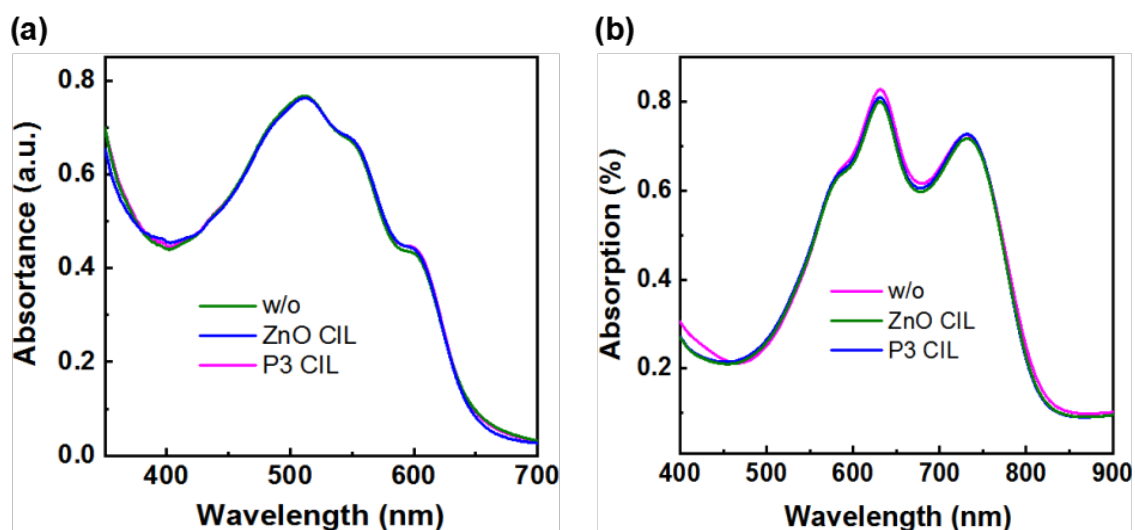 (a)
0.8
0.6
0.4
0.2
0.0
Absortance (a.u.)
w/o
ZnO CIL
P3 CIL
400 500 600 700
Wavelength (nm)
(b)
0.8
0.6
0.4
0.2
Absorption (%)
w/o
ZnO CIL
P3 CIL
400 500 600 700 800 900
Wavelength (nm)